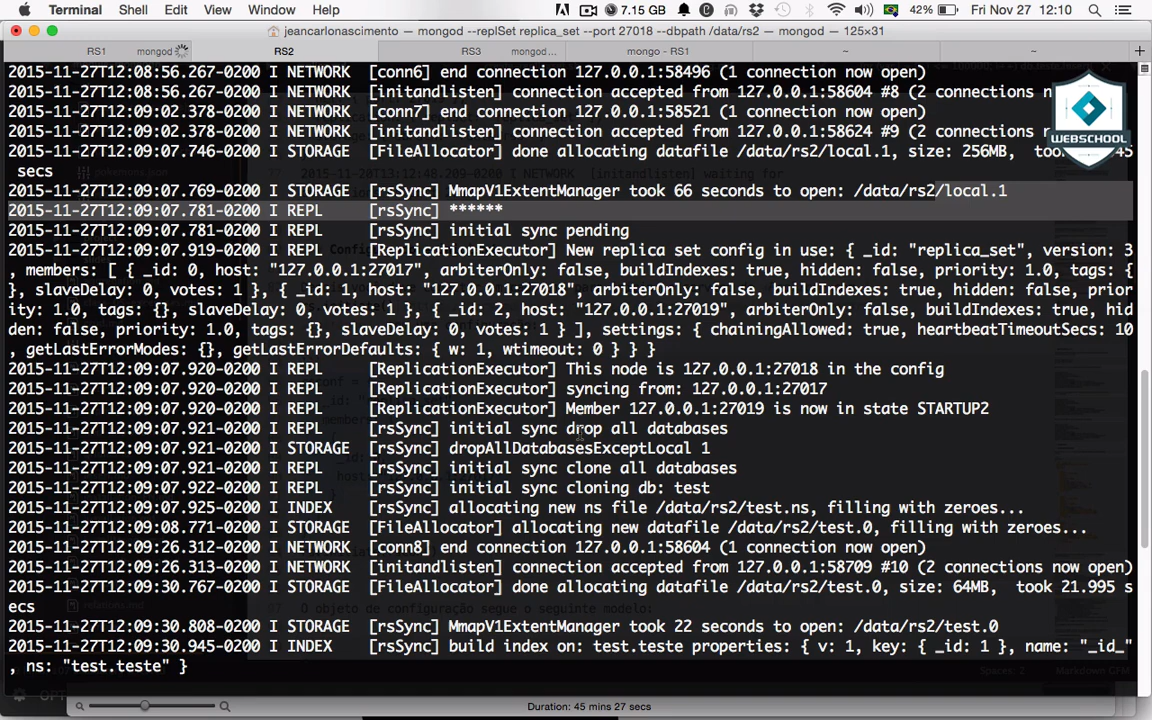 Terminal Shell Edit View Window Help 7.15 GB 42% Fri Nov 27 12:10
jeancarlonascimento — mongod --replSet replica_set --port 27018 --dbpath /data/rs2 — 125×31
RS1 mongod RS2 RS3 mongod... mongo - RS1 ~ ~ +
2015-11-27T12:08:56.267-0200 I NETWORK [conn6] end connection 127.0.0.1:58496 (1 connection now open)
2015-11-27T12:08:56.267-0200 I NETWORK [initandlisten] connection accepted from 127.0.0.1:58604 #8 (2 connections n
2015-11-27T12:09:02.378-0200 I NETWORK [conn7] end connection 127.0.0.1:58521 (1 connection now open)
2015-11-27T12:09:02.378-0200 I NETWORK [initandlisten] connection accepted from 127.0.0.1:58624 #9 (2 connections n
WEBSCHOOL
2015-11-27T12:09:07.746-0200 I STORAGE [FileAllocator] done allocating datafile /data/rs2/local.1, size: 256MB, took 45
secs
2015-11-27T12:09:07.769-0200 I STORAGE [rsSync] MmapV1ExtentManager took 66 seconds to open: /data/rs2/local.1
2015-11-27T12:09:07.781-0200 I REPL [rsSync] ******
2015-11-27T12:09:07.781-0200 I REPL [rsSync] initial sync pending
2015-11-27T12:09:07.919-0200 I REPL [ReplicationExecutor] New replica set config in use: { _id: "replica_set", version: 3
, members: [ { _id: 0, host: "127.0.0.1:27017", arbiterOnly: false, buildIndexes: true, hidden: false, priority: 1.0, tags: {
}, slaveDelay: 0, votes: 1 }, { _id: 1, host: "127.0.0.1:27018", arbiterOnly: false, buildIndexes: true, hidden: false, prior
ity: 1.0, tags: {}, slaveDelay: 0, votes: 1 }, { _id: 2, host: "127.0.0.1:27019", arbiterOnly: false, buildIndexes: true, hid
den: false, priority: 1.0, tags: {}, slaveDelay: 0, votes: 1 } ], settings: { chainingAllowed: true, heartbeatTimeoutSecs: 10
, getLastErrorModes: {}, getLastErrorDefaults: { w: 1, wtimeout: 0 } } }
2015-11-27T12:09:07.920-0200 I REPL [ReplicationExecutor] This node is 127.0.0.1:27018 in the config
2015-11-27T12:09:07.920-0200 I REPL [ReplicationExecutor] syncing from: 127.0.0.1:27017
2015-11-27T12:09:07.920-0200 I REPL [ReplicationExecutor] Member 127.0.0.1:27019 is now in state STARTUP2
2015-11-27T12:09:07.921-0200 I REPL [rsSync] initial sync drop all databases
2015-11-27T12:09:07.921-0200 I STORAGE [rsSync] dropAllDatabasesExceptLocal 1
2015-11-27T12:09:07.921-0200 I REPL [rsSync] initial sync clone all databases
2015-11-27T12:09:07.922-0200 I REPL [rsSync] initial sync cloning db: test
2015-11-27T12:09:07.925-0200 I INDEX [rsSync] allocating new ns file /data/rs2/test.ns, filling with zeroes...
2015-11-27T12:09:08.771-0200 I STORAGE [FileAllocator] allocating new datafile /data/rs2/test.0, filling with zeroes...
2015-11-27T12:09:26.312-0200 I NETWORK [conn8] end connection 127.0.0.1:58604 (1 connection now open)
2015-11-27T12:09:26.313-0200 I NETWORK [initandlisten] connection accepted from 127.0.0.1:58709 #10 (2 connections now open)
2015-11-27T12:09:30.767-0200 I STORAGE [FileAllocator] done allocating datafile /data/rs2/test.0, size: 64MB, took 21.995 s
ecs
O objeto de configuração segue o seguinte modelo:
2015-11-27T12:09:30.808-0200 I STORAGE [rsSync] MmapV1ExtentManager took 22 seconds to open: /data/rs2/test.0
2015-11-27T12:09:30.945-0200 I INDEX [rsSync] build index on: test.teste properties: { v: 1, key: { _id: 1 }, name: "_id_"
, ns: "test.teste" }
Markdown GFM
Duration: 45 mins 27 secs